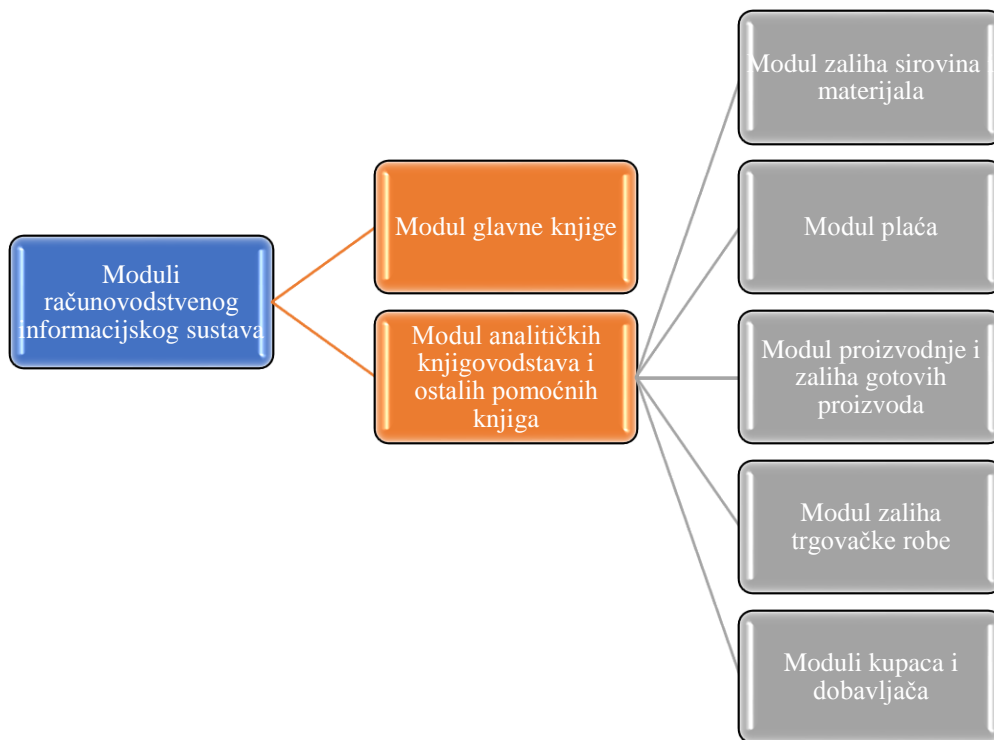 Moduli
računovodstvenog
informacijskog sustava
Modul glavne knjige
Modul analitičkih
knjigovodstava i
ostalih pomoćnih
knjiga
Modul zaliha sirovina
materijala
Modul plaća
Modul proizvodnje i
zaliha gotovih
proizvoda
Modul zaliha
trgovačke robe
Moduli kupaca i
dobavljača